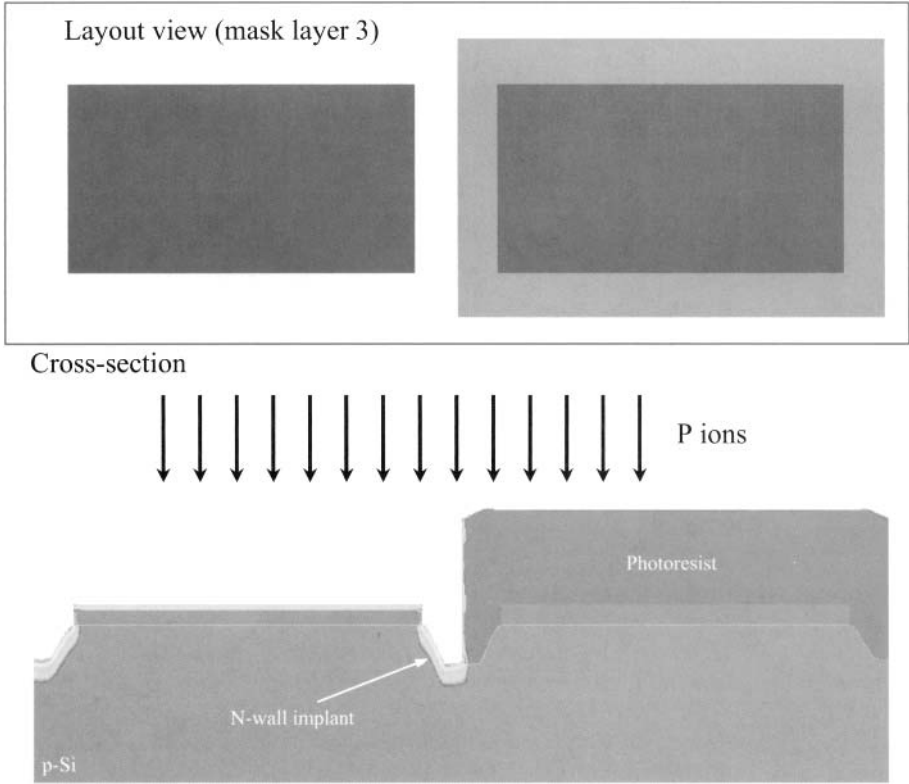 Layout view (mask layer 3)
Cross-section
P ions
Photoresist
N-wall implant
p-Si